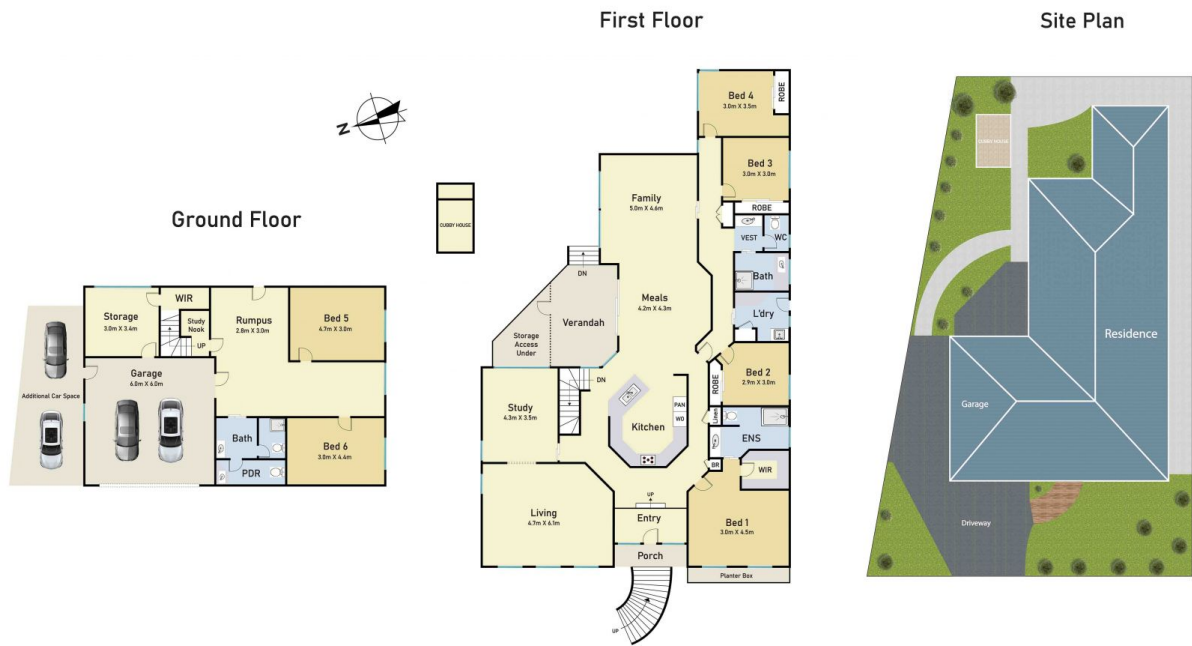 First Floor
Site Plan
Ground Floor
N
Storage
3.0m X 3.4m
WIR
Study
Nook
UP
Rumpus
2.8m X 3.0m
Bed 5
4.7m X 3.0m
Garage
6.0m X 6.0m
Additional Car Space
Bath
PDR
Bed 6
3.0m X 4.4m
CUBBY HOUSE
Bed 4
3.0m X 3.5m
ROBE
Bed 3
3.0m X 3.0m
ROBE
Family
5.0m X 4.6m
VEST
WC
Bath
DN
Meals
4.2m X 4.3m
L'dry
Verandah
Storage
Access
Under
Bed 2
2.9m X 3.0m
ROBE
DN
Study
4.3m X 3.5m
PAN
WO
Kitchen
Linen
ENS
BR
WIR
Living
4.7m X 6.1m
UP
Entry
Bed 1
3.0m X 4.5m
Porch
Planter Box
UP
CUBBY HOUSE
Residence
Garage
Driveway